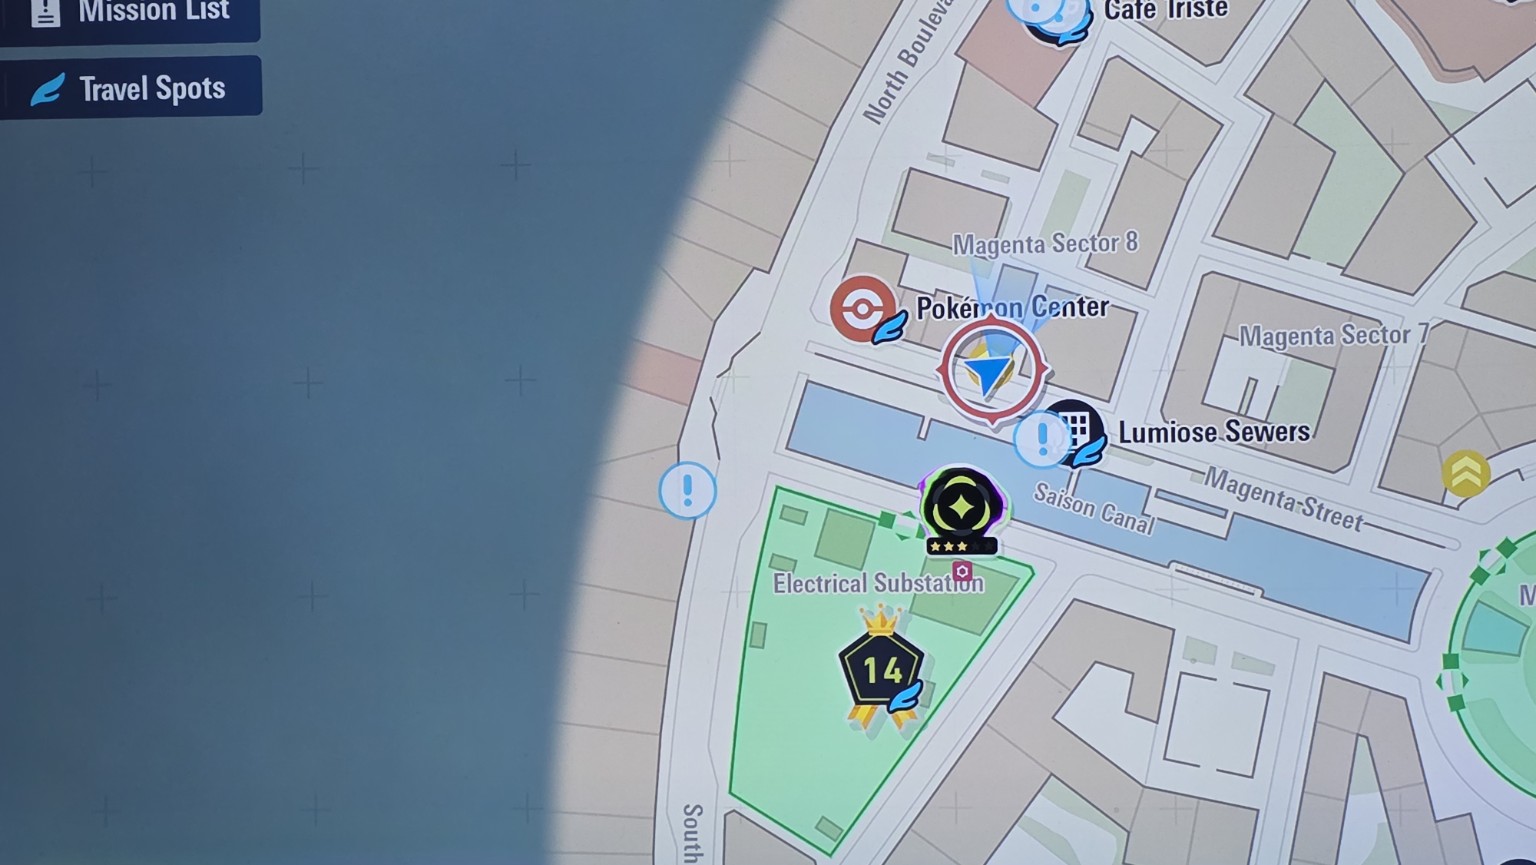 Mission List
Travel Spots
Café Triste
North Bouleva
Magenta Sector 8
Pokémon Center
Magenta Sector 7
Lumiose Sewers
Magenta Street
Saison Canal
Electrical Substation
14
M
South